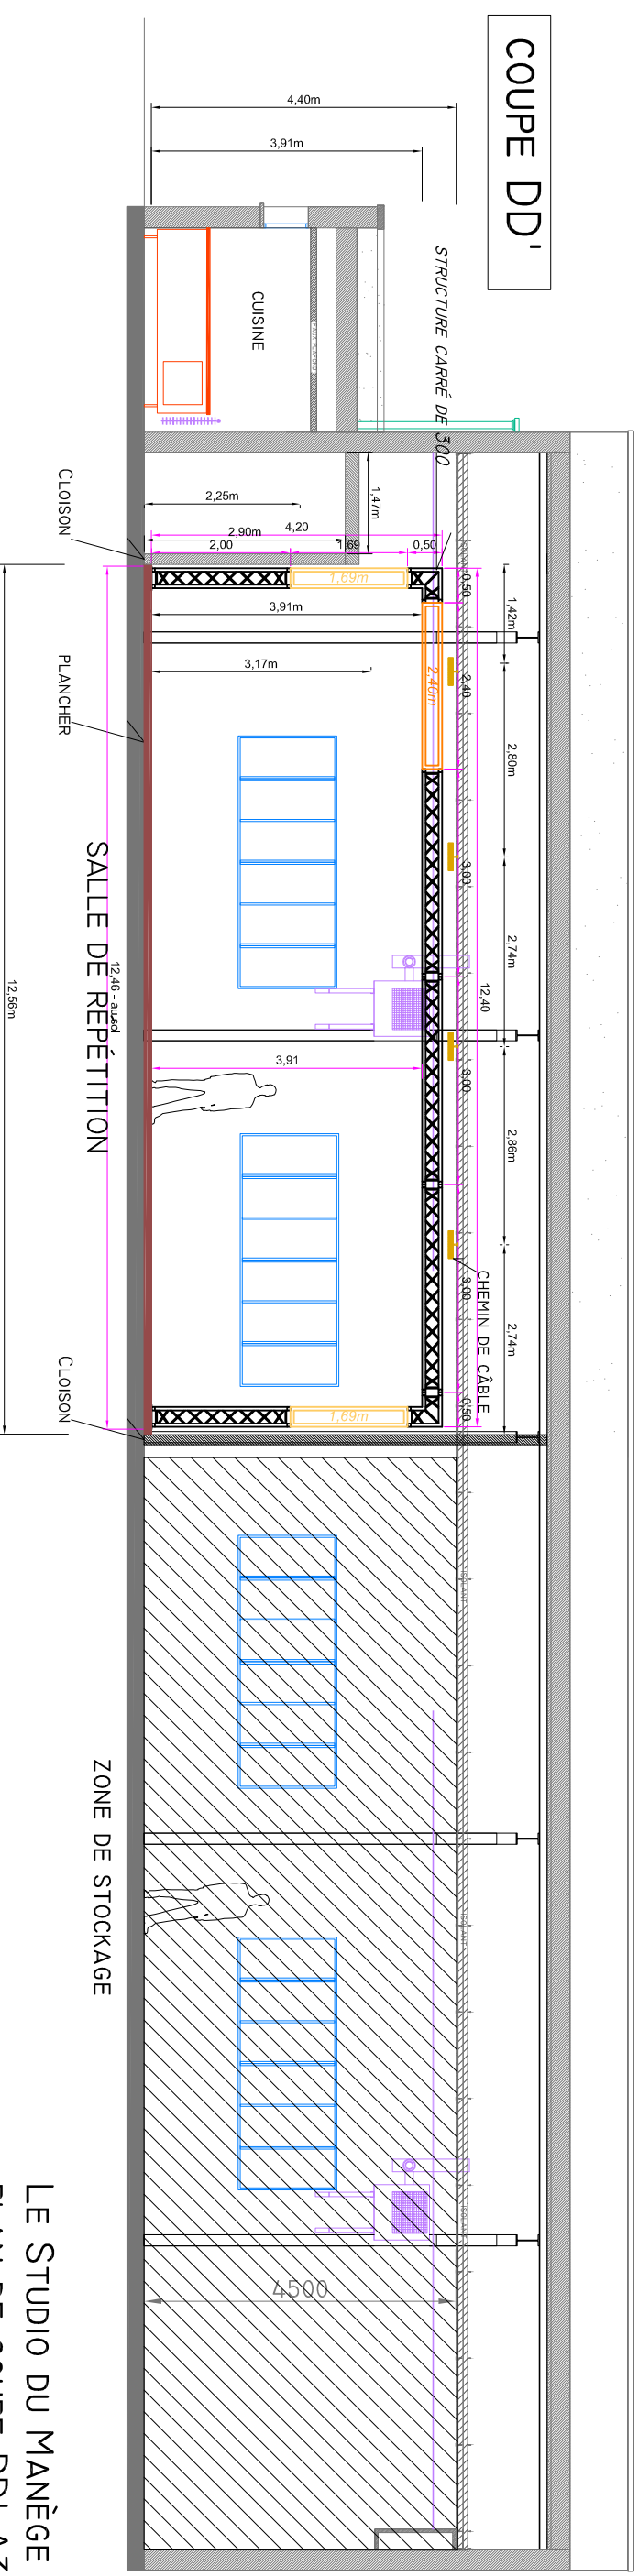 COUPE DD'
4,40m
3,91m
STRUCTURE CARRÉ DE 300
CUISINE
CLOISON
2,25m
1,47m
2,90m
4,20
2,00
1,69
0,50
1,69m
0,50
1,42m
3,91m
2,40m
2,40
3,17m
PLANCHER
2,80m
3,00
2,74m
SALLE DE RÉPÉTITION
12,46 - au sol
12,40
12,56m
3,91
3,00
2,86m
CHEMIN DE CÂBLE
3,00
2,74m
0,50
CLOISON
1,69m
ZONE DE STOCKAGE
4500
LE STUDIO DU MANÈGE